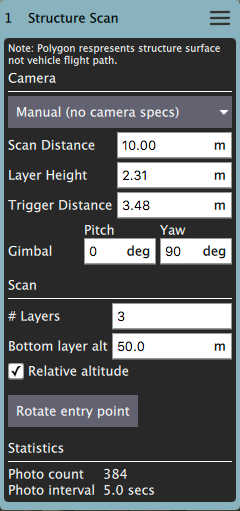 1 Structure Scan
Note: Polygon respresents structure surface
not vehicle flight path.
Camera
Manual (no camera specs)
Scan Distance 10.00 m
Layer Height 2.31 m
Trigger Distance 3.48 m
Pitch Yaw
Gimbal 0 deg 90 deg
Scan
# Layers 3
Bottom layer alt 50.0 m
Relative altitude
Rotate entry point
Statistics
Photo count 384
Photo interval 5.0 secs